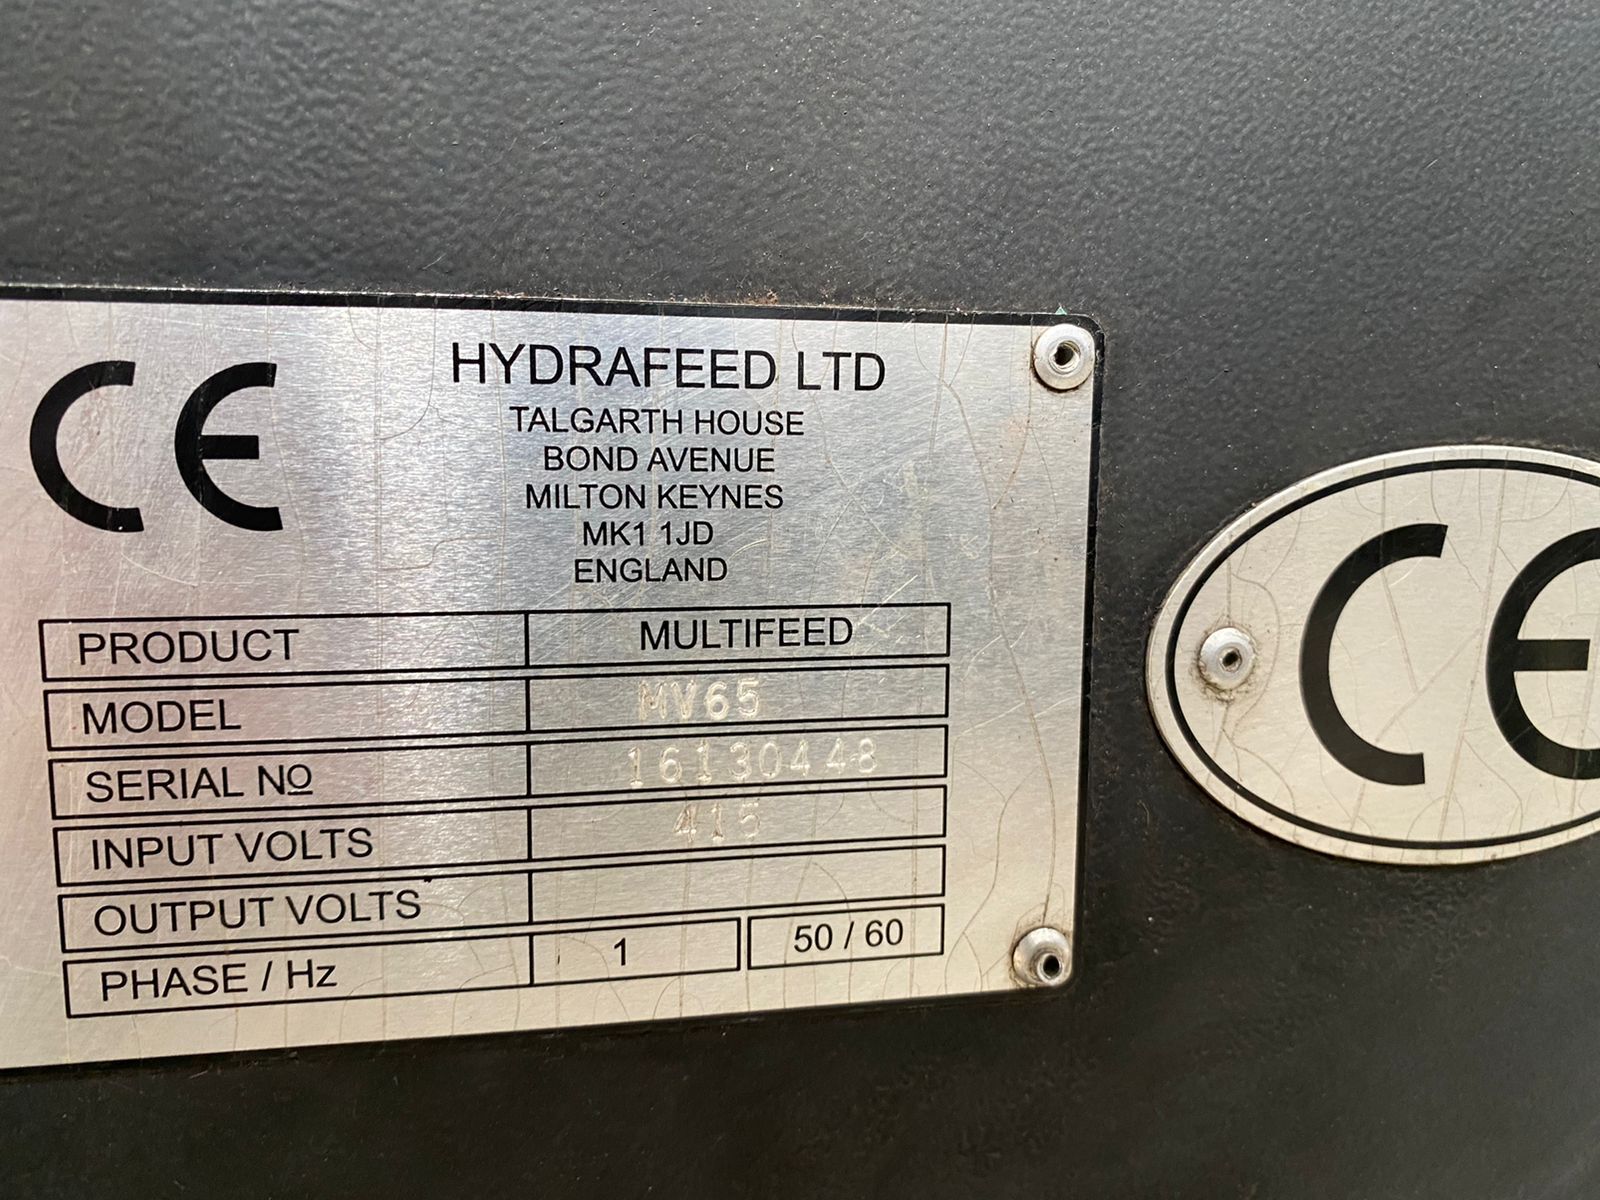 CE
HYDRAFEED LTD
TALGARTH HOUSE
BOND AVENUE
MILTON KEYNES
MK1 1JD
ENGLAND
PRODUCT MULTIFEED
MODEL MV65
SERIAL Nº 16130448
INPUT VOLTS 415
OUTPUT VOLTS
PHASE / Hz 1 50 / 60
CE